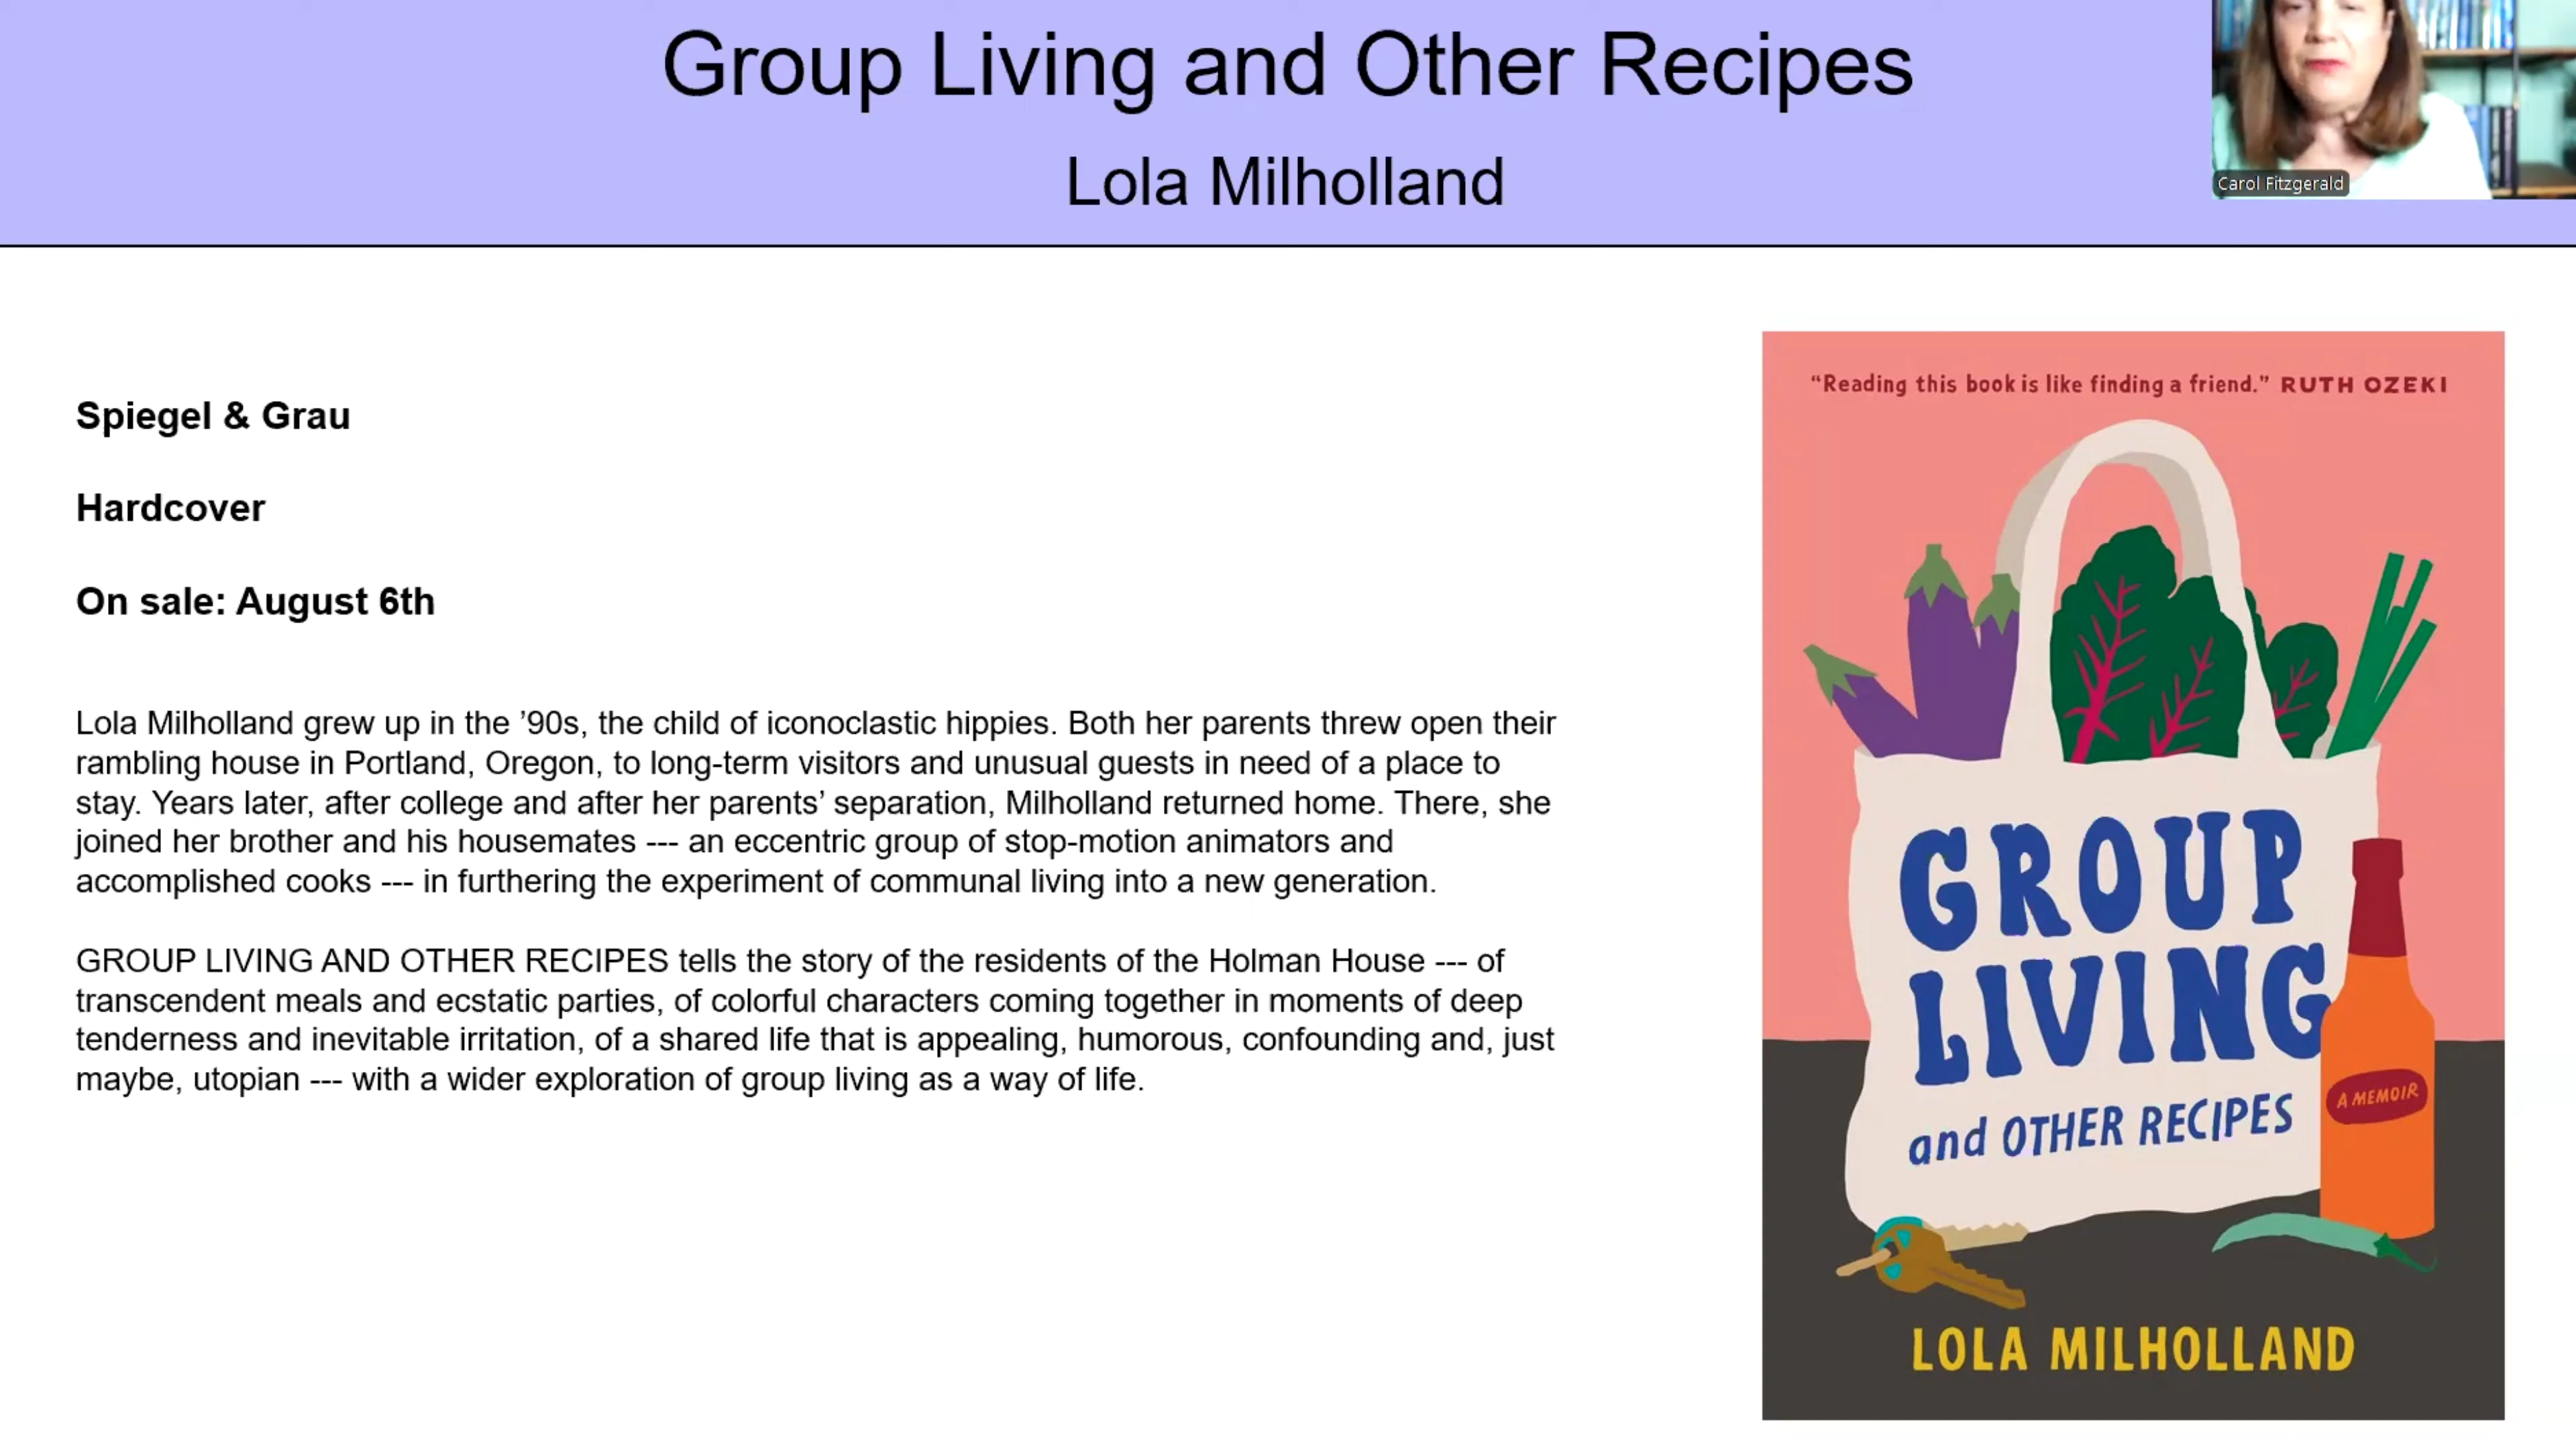 Group Living and Other Recipes
Lola Milholland
Carol Fitzgerald
Spiegel & Grau
Hardcover
On sale: August 6th
Lola Milholland grew up in the ’90s, the child of iconoclastic hippies. Both her parents threw open their
rambling house in Portland, Oregon, to long-term visitors and unusual guests in need of a place to
stay. Years later, after college and after her parents’ separation, Milholland returned home. There, she
joined her brother and his housemates --- an eccentric group of stop-motion animators and
accomplished cooks --- in furthering the experiment of communal living into a new generation.
GROUP LIVING AND OTHER RECIPES tells the story of the residents of the Holman House --- of
transcendent meals and ecstatic parties, of colorful characters coming together in moments of deep
tenderness and inevitable irritation, of a shared life that is appealing, humorous, confounding and, just
maybe, utopian --- with a wider exploration of group living as a way of life.
“Reading this book is like finding a friend.” RUTH OZEKI
GROUP
LIVING
and OTHER RECIPES
A MEMOIR
LOLA MILHOLLAND